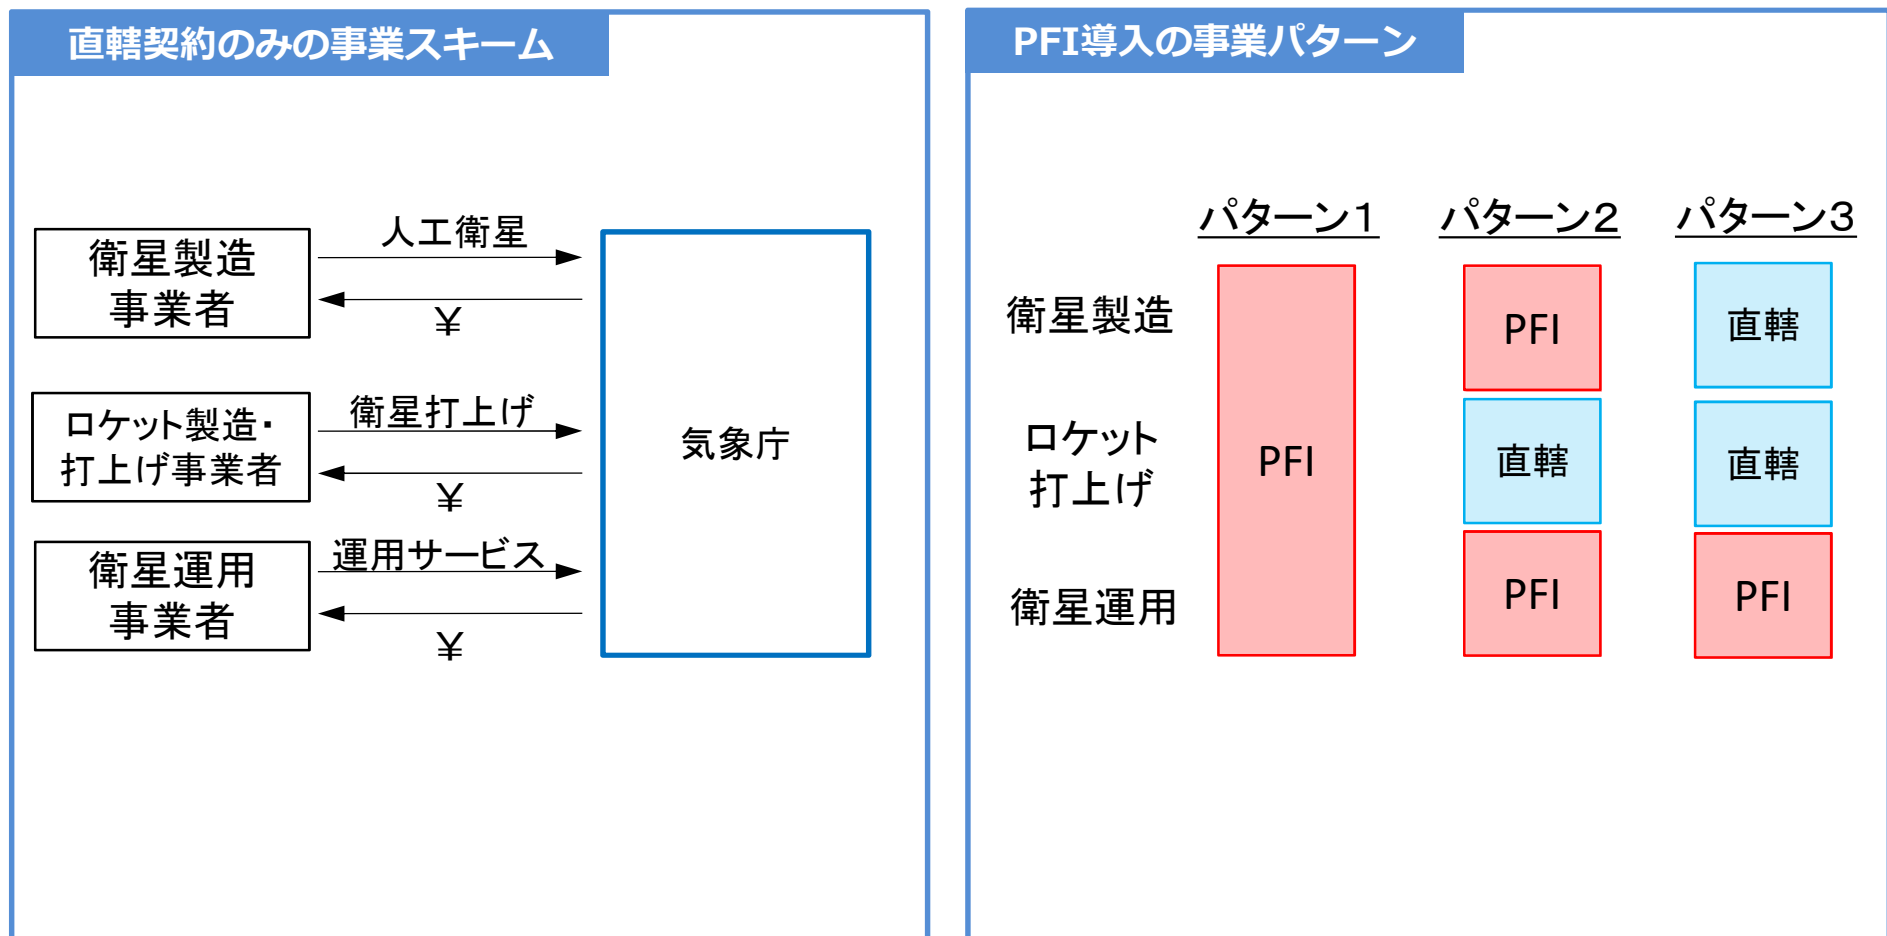 直轄契約のみの事業スキーム
衛星製造
事業者
人工衛星
¥
ロケット製造・
打上げ事業者
衛星打上げ
¥
衛星運用
事業者
運用サービス
¥
気象庁
PFI導入の事業パターン
パターン1
パターン2
パターン3
衛星製造
PFI
直轄
ロケット
打上げ
PFI
直轄
直轄
衛星運用
PFI
PFI